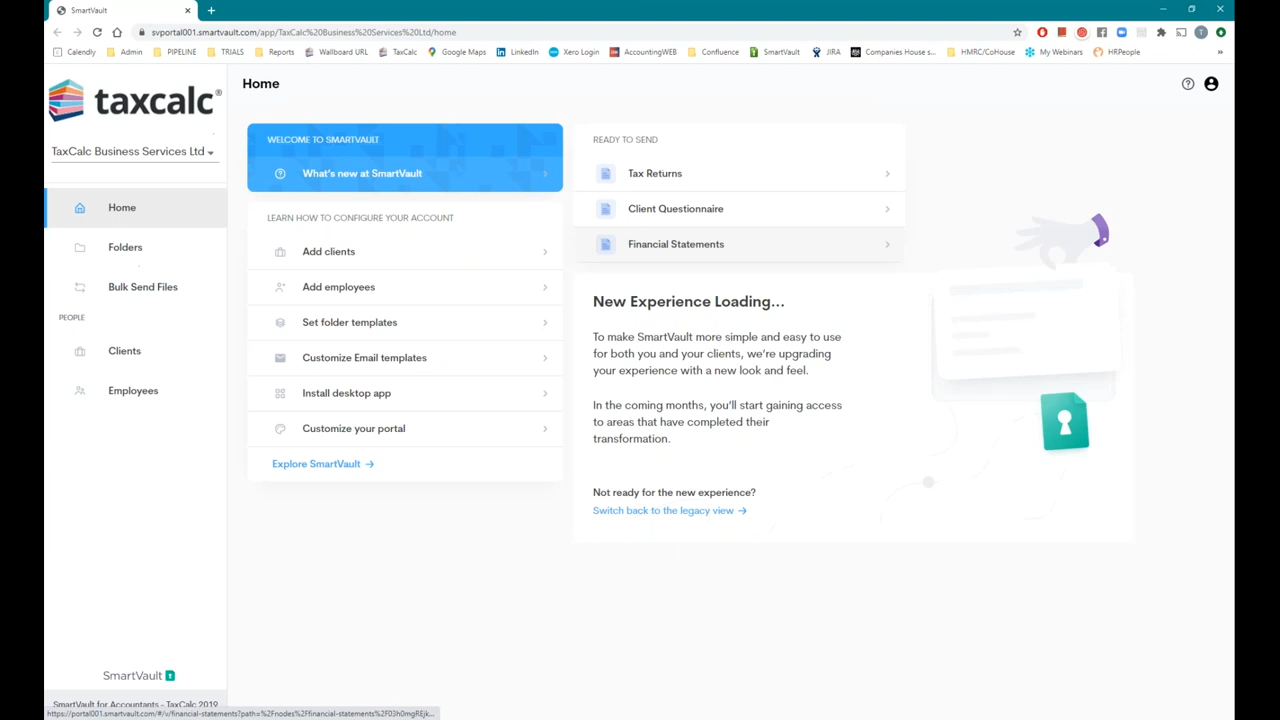 SmartVault
svportal001.smartvault.com/app/TaxCalc%20Business%20Services%20Ltd/home
Calendly
Admin
PIPELINE
TRIALS
Reports
Wallboard URL
TaxCalc
Google Maps
LinkedIn
Xero Login
AccountingWEB
Confluence
SmartVault
JIRA
Companies House s...
HMRC/CoHouse
My Webinars
HRPeople
taxcalc®
TaxCalc Business Services Ltd
Home
Folders
Bulk Send Files
PEOPLE
Clients
Employees
SmartVault
SmartVault for Accountants - TaxCalc 2019
Home
WELCOME TO SMARTVAULT
What's new at SmartVault
LEARN HOW TO CONFIGURE YOUR ACCOUNT
Add clients
Add employees
Set folder templates
Customize Email templates
Install desktop app
Customize your portal
Explore SmartVault →
READY TO SEND
Tax Returns
Client Questionnaire
Financial Statements
New Experience Loading...
To make SmartVault more simple and easy to use
for both you and your clients, we're upgrading
your experience with a new look and feel.
In the coming months, you'll start gaining access
to areas that have completed their
transformation.
Not ready for the new experience?
Switch back to the legacy view →